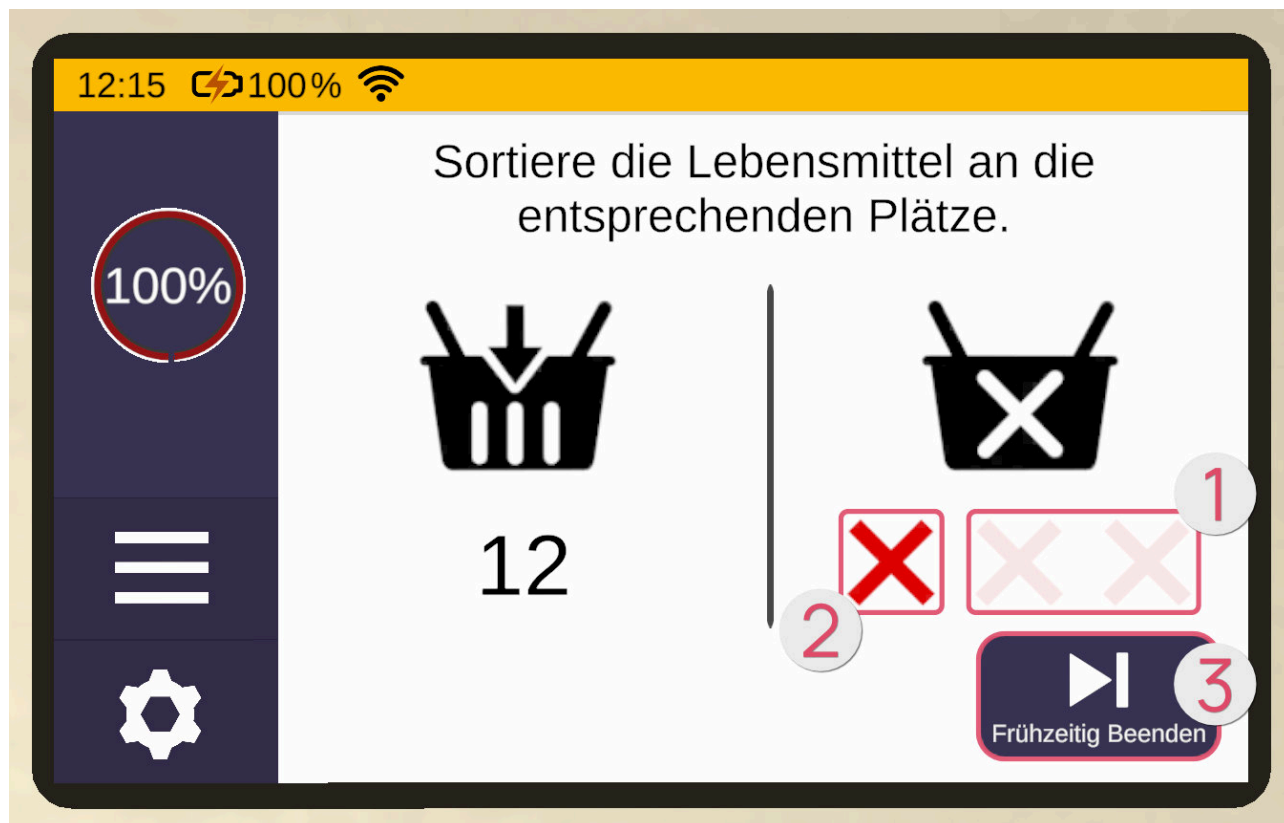 12:15 100%
Sortiere die Lebensmittel an die
entsprechenden Plätze.
100%
12
1
2
3
Frühzeitig Beenden